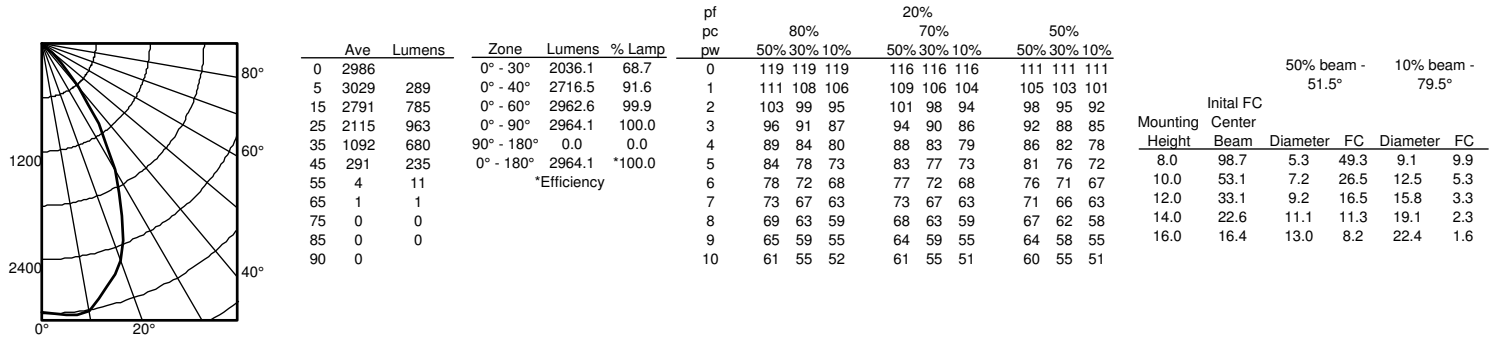 1200
2400
0°
20°
40°
60°
80°
Ave Lumens
0 2986
5 3029 289
15 2791 785
25 2115 963
35 1092 680
45 291 235
55 4 11
65 1 1
75 0 0
85 0 0
90 0
Zone Lumens % Lamp
0° - 30° 2036.1 68.7
0° - 40° 2716.5 91.6
0° - 60° 2962.6 99.9
0° - 90° 2964.1 100.0
90° - 180° 0.0 0.0
0° - 180° 2964.1 *100.0
*Efficiency
pf 20%
pc 80% 70% 50%
pw 50% 30% 10% 50% 30% 10% 50% 30% 10%
0 119 119 119 116 116 116 111 111 111
1 111 108 106 109 106 104 105 103 101
2 103 99 95 101 98 94 98 95 92
3 96 91 87 94 90 86 92 88 85
4 89 84 80 88 83 79 86 82 78
5 84 78 73 83 77 73 81 76 72
6 78 72 68 77 72 68 76 71 67
7 73 67 63 73 67 63 71 66 63
8 69 63 59 68 63 59 67 62 58
9 65 59 55 64 59 55 64 58 55
10 61 55 52 61 55 51 60 55 51
50% beam - 10% beam -
51.5° 79.5°
Inital FC
Mounting Center
Height Beam Diameter FC Diameter FC
8.0 98.7 5.3 49.3 9.1 9.9
10.0 53.1 7.2 26.5 12.5 5.3
12.0 33.1 9.2 16.5 15.8 3.3
14.0 22.6 11.1 11.3 19.1 2.3
16.0 16.4 13.0 8.2 22.4 1.6